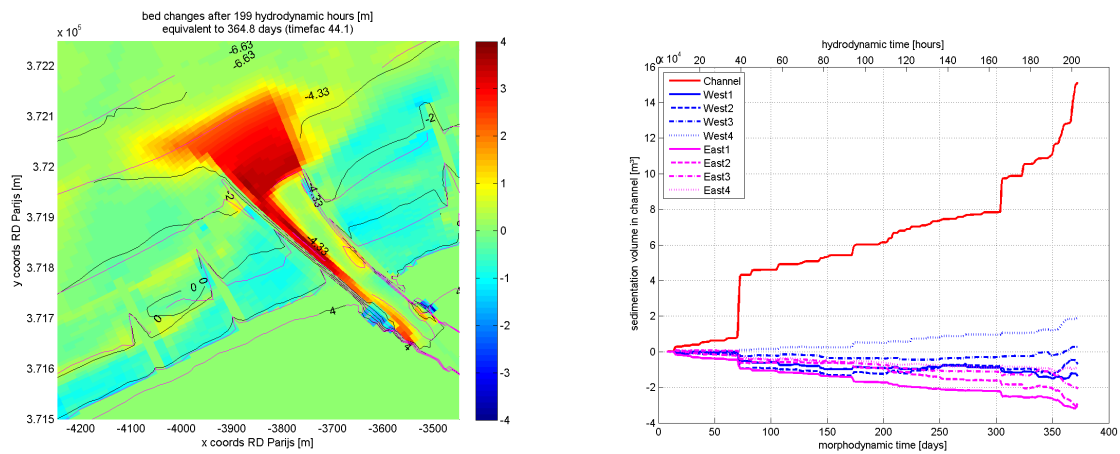 bed changes after 199 hydrodynamic hours [m]
equivalent to 364.8 days (timefac 44.1)
x 10⁵
3.722
3.721
3.72
3.719
3.718
3.717
3.716
3.715
y coords RD Parijs [m]
-4200 -4100 -4000 -3900 -3800 -3700 -3600 -3500
x coords RD Parijs [m]
-6.63
-6.63
-4.33
-2
-4.33
-2
-4.33
0
0
0
4
4
4
3
2
1
0
-1
-2
-3
-4
hydrodynamic time [hours]
0 20 40 60 80 100 120 140 160 180 200
x 10⁴
16
14
12
10
8
6
4
2
0
-2
-4
sedimentation volume in channel [m³]
Channel
West1
West2
West3
West4
East1
East2
East3
East4
0 50 100 150 200 250 300 350 400
morphodynamic time [days]